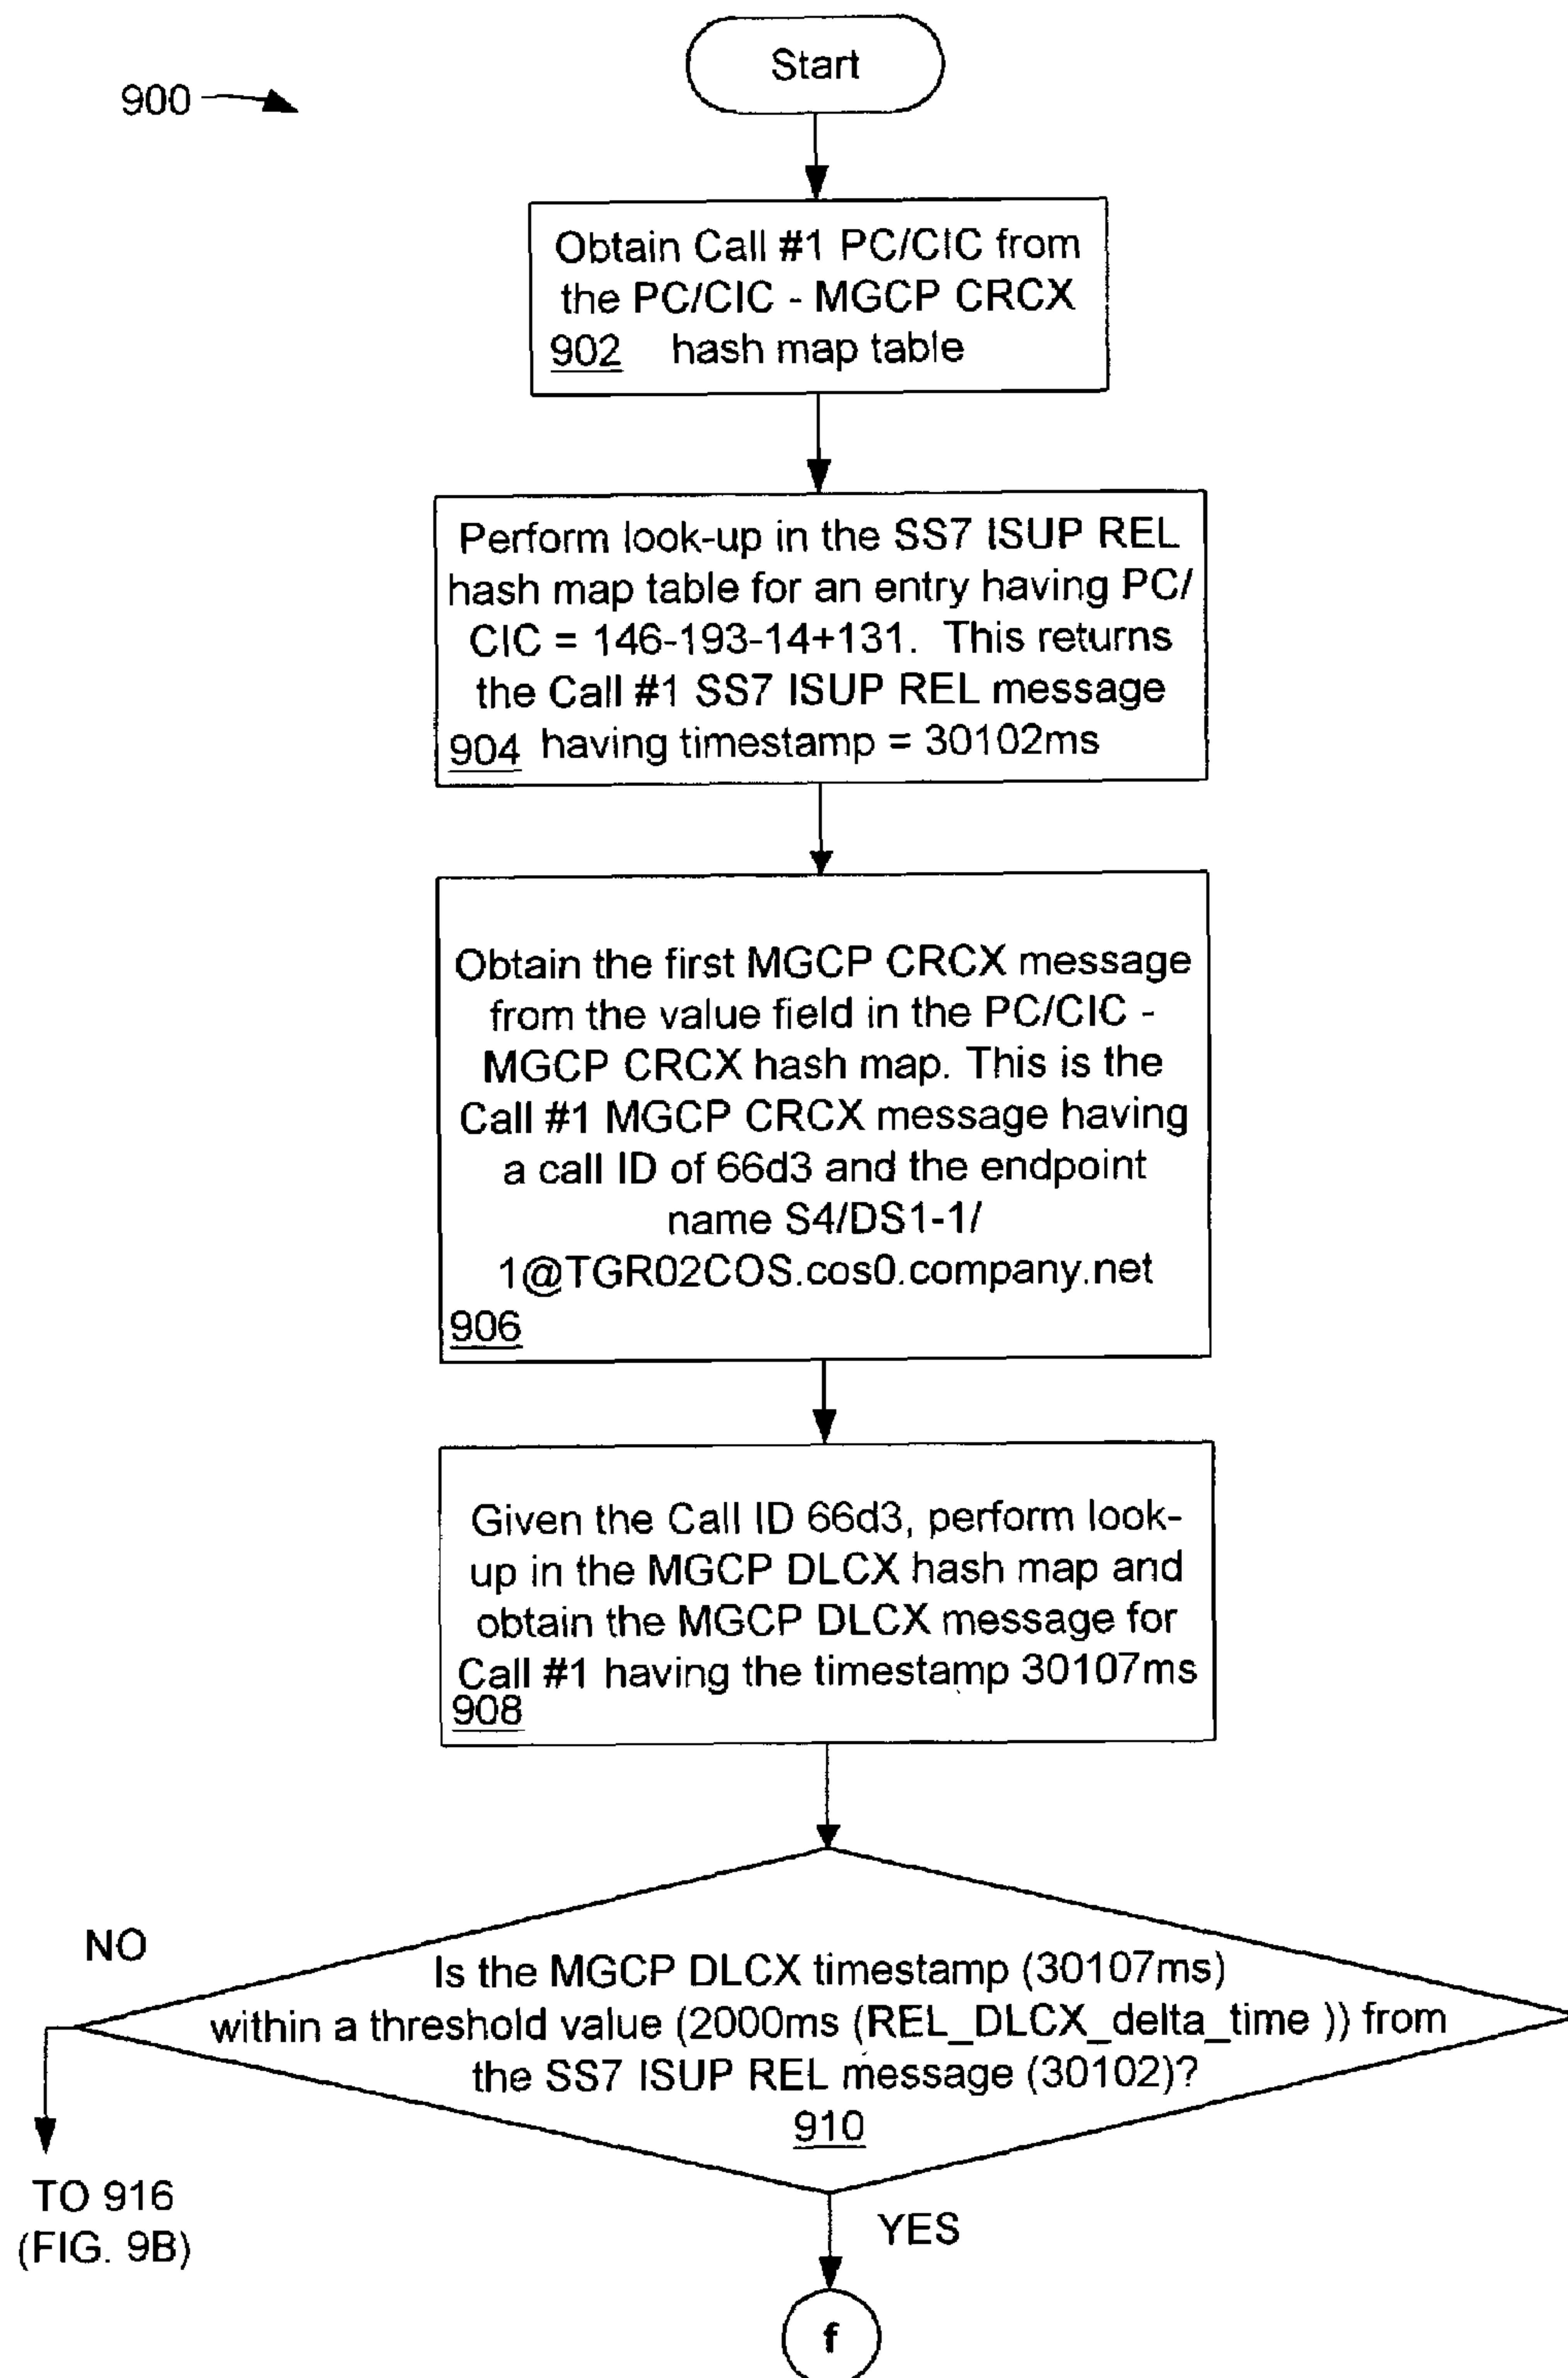 Start
900
Obtain Call #1 PC/CIC from
the PC/CIC - MGCP CRCX
902 hash map table
Perform look-up in the SS7 ISUP REL
hash map table for an entry having PC/
CIC = 146-193-14+131. This returns
the Call #1 SS7 ISUP REL message
904 having timestamp = 30102ms
Obtain the first MGCP CRCX message
from the value field in the PC/CIC -
MGCP CRCX hash map. This is the
Call #1 MGCP CRCX message having
a call ID of 66d3 and the endpoint
name S4/DS1-1/
1@TGR02COS.cos0.company.net
906
Given the Call ID 66d3, perform look-
up in the MGCP DLCX hash map and
obtain the MGCP DLCX message for
Call #1 having the timestamp 30107ms
908
NO
Is the MGCP DLCX timestamp (30107ms)
within a threshold value (2000ms (REL_DLCX_delta_time )) from
the SS7 ISUP REL message (30102)?
910
TO 916
(FIG. 9B)
YES
f